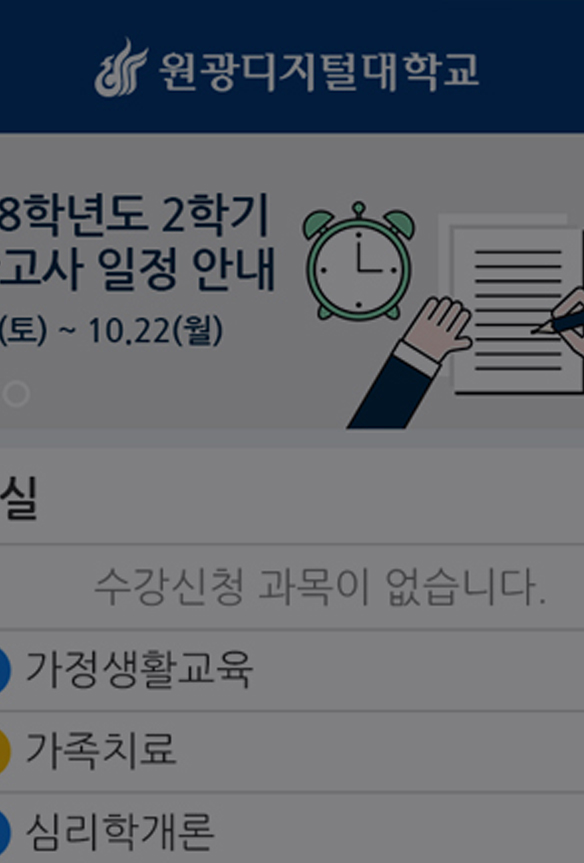 원광디지털대학교
8학년도 2학기
고사 일정 안내
(토) ~ 10.22(월)
실
수강신청 과목이 없습니다.
가정생활교육
가족치료
심리학개론